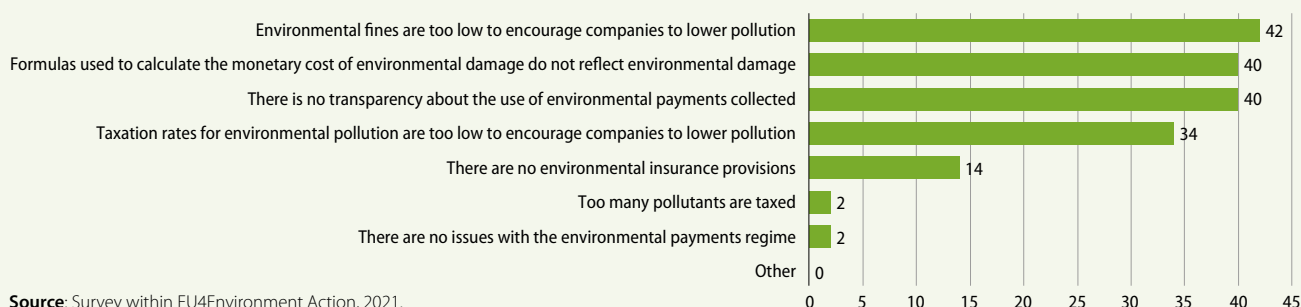 Environmental fines are too low to encourage companies to lower pollution 42
Formulas used to calculate the monetary cost of environmental damage do not reflect environmental damage 40
There is no transparency about the use of environmental payments collected 40
Taxation rates for environmental pollution are too low to encourage companies to lower pollution 34
There are no environmental insurance provisions 14
Too many pollutants are taxed 2
There are no issues with the environmental payments regime 2
Other 0
0 5 10 15 20 25 30 35 40 45
Source: Survey within EU4Environment Action, 2021.